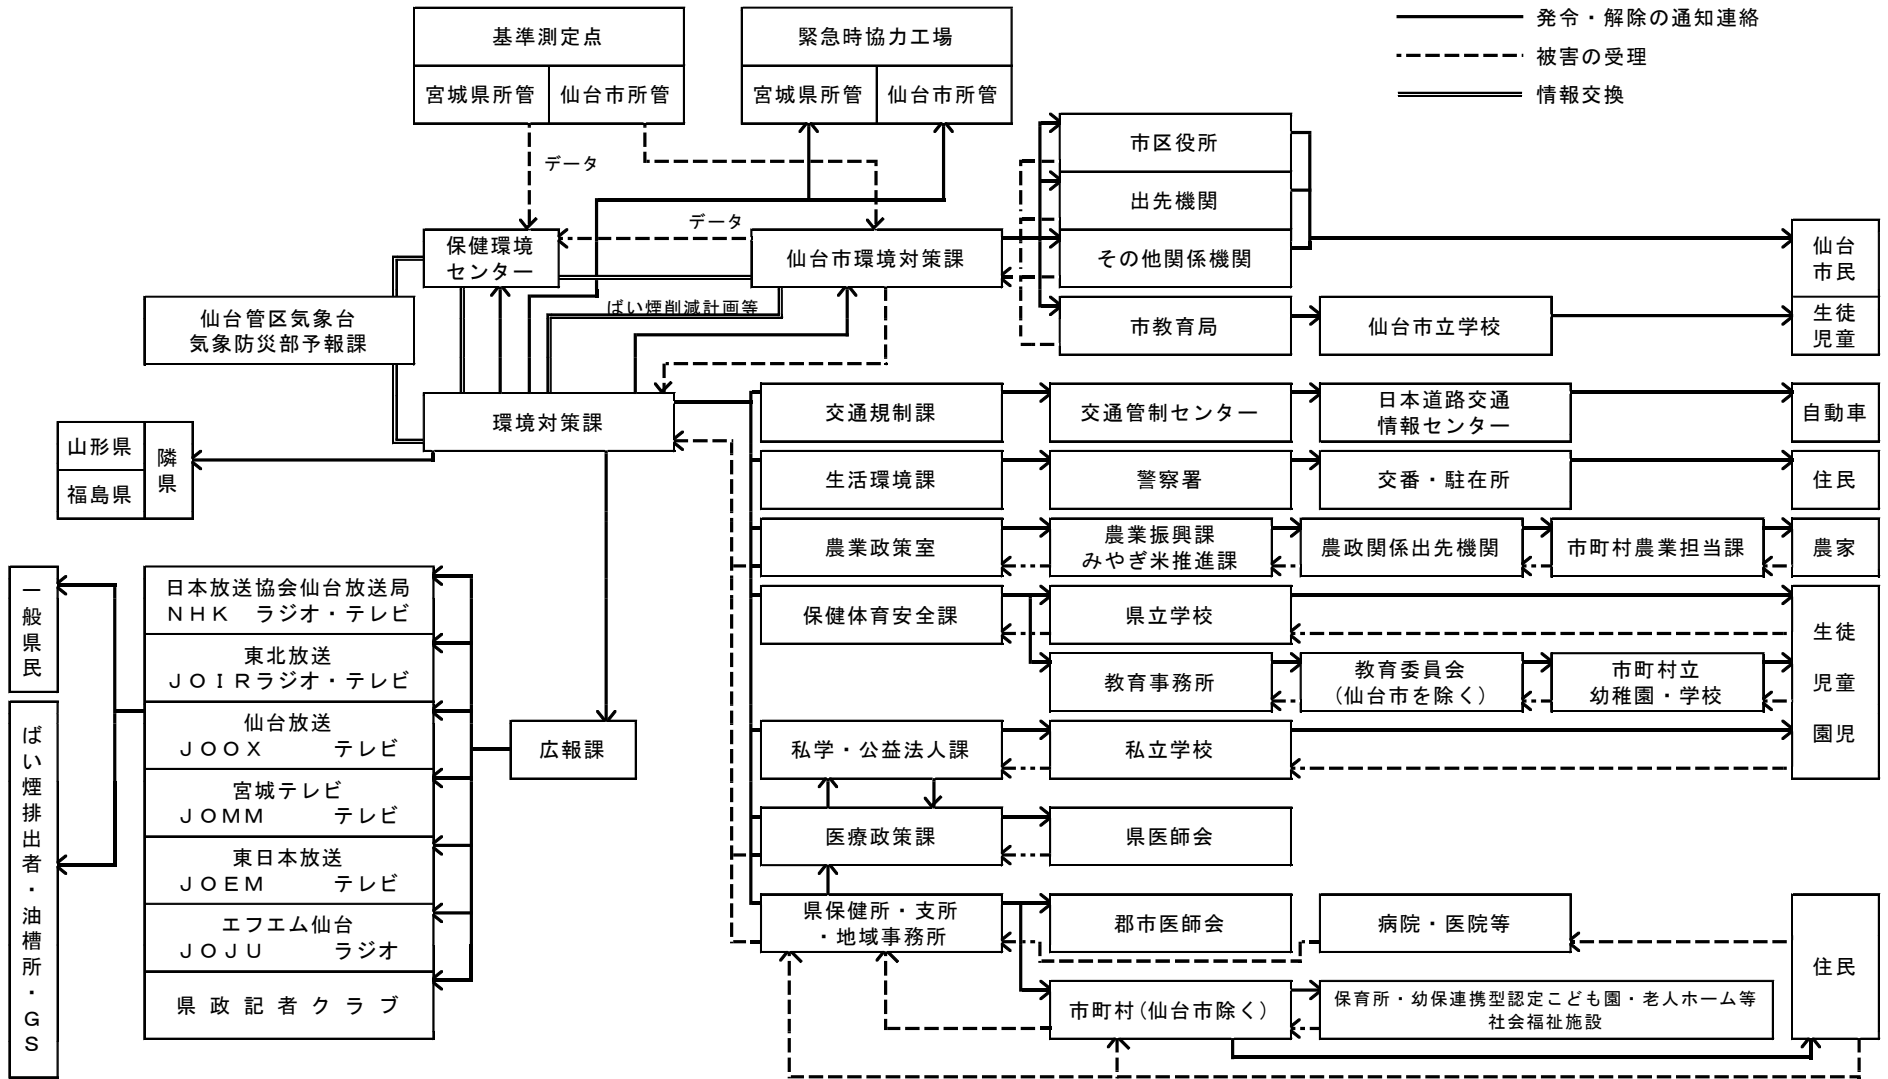 発令・解除の通知連絡
被害の受理
情報交換
基準測定点
宮城県所管
仙台市所管
緊急時協力工場
宮城県所管
仙台市所管
データ
データ
保健環境
センター
仙台市環境対策課
ばい煙削減計画等
仙台管区気象台
気象防災部予報課
環境対策課
山形県
福島県
隣県
市区役所
出先機関
その他関係機関
市教育局
仙台市立学校
仙台
市民
生徒
児童
交通規制課
交通管制センター
日本道路交通
情報センター
自動車
生活環境課
警察署
交番・駐在所
住民
農業政策室
農業振興課
みやぎ米推進課
農政関係出先機関
市町村農業担当課
農家
保健体育安全課
県立学校
教育事務所
教育委員会
(仙台市を除く)
市町村立
幼稚園・学校
生徒
児童
園児
私学・公益法人課
私立学校
医療政策課
県医師会
県保健所・支所
・地域事務所
郡市医師会
病院・医院等
市町村(仙台市除く)
保育所・幼保連携型認定こども園・老人ホーム等
社会福祉施設
住民
広報課
日本放送協会仙台放送局
NHK ラジオ・テレビ
東北放送
JOIRラジオ・テレビ
仙台放送
JOOX テレビ
宮城テレビ
JOMM テレビ
東日本放送
JOEM テレビ
エフエム仙台
JOJU ラジオ
県政記者クラブ
一般県民
ばい煙排出者・油槽所・GS